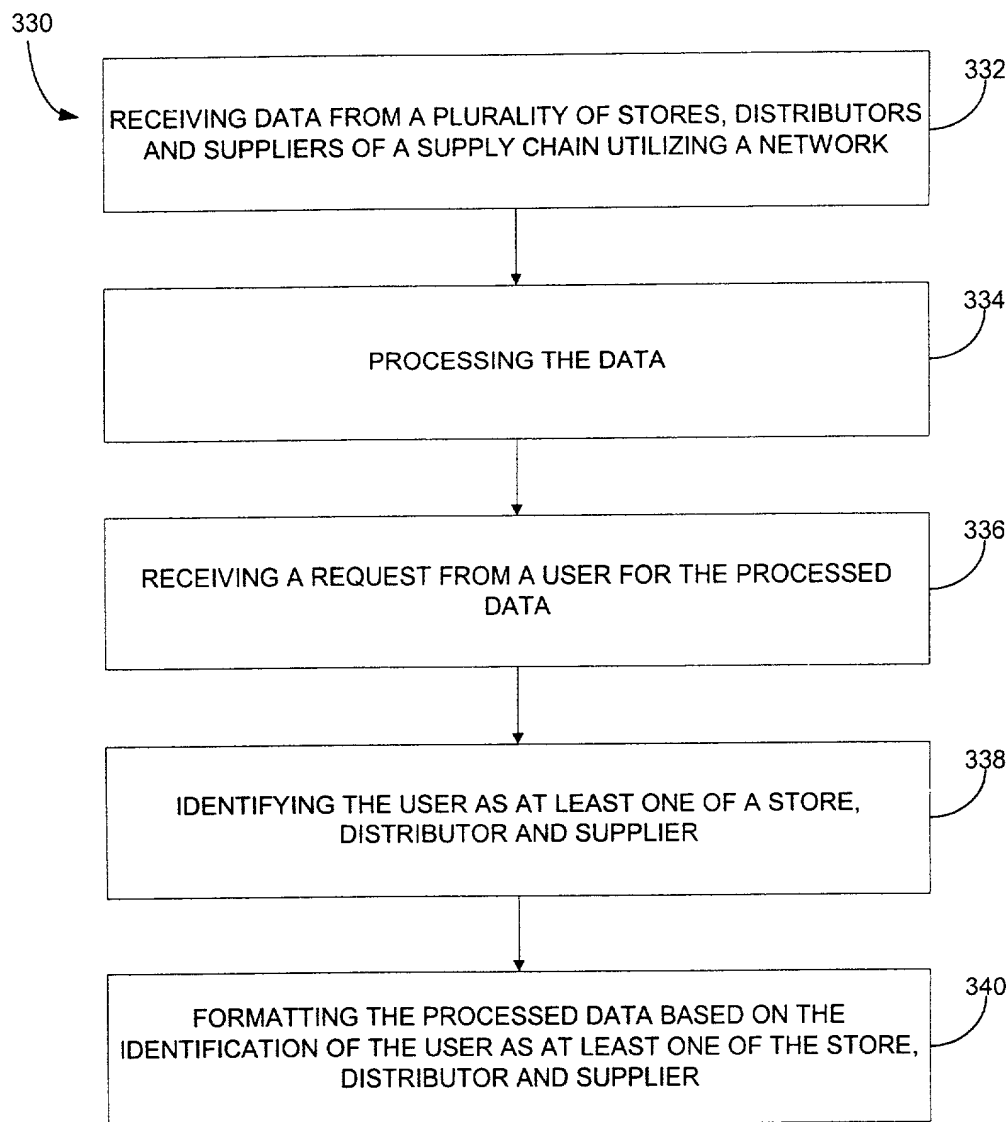 330
332
RECEIVING DATA FROM A PLURALITY OF STORES, DISTRIBUTORS
AND SUPPLIERS OF A SUPPLY CHAIN UTILIZING A NETWORK
334
PROCESSING THE DATA
336
RECEIVING A REQUEST FROM A USER FOR THE PROCESSED
DATA
338
IDENTIFYING THE USER AS AT LEAST ONE OF A STORE,
DISTRIBUTOR AND SUPPLIER
340
FORMATTING THE PROCESSED DATA BASED ON THE
IDENTIFICATION OF THE USER AS AT LEAST ONE OF THE STORE,
DISTRIBUTOR AND SUPPLIER